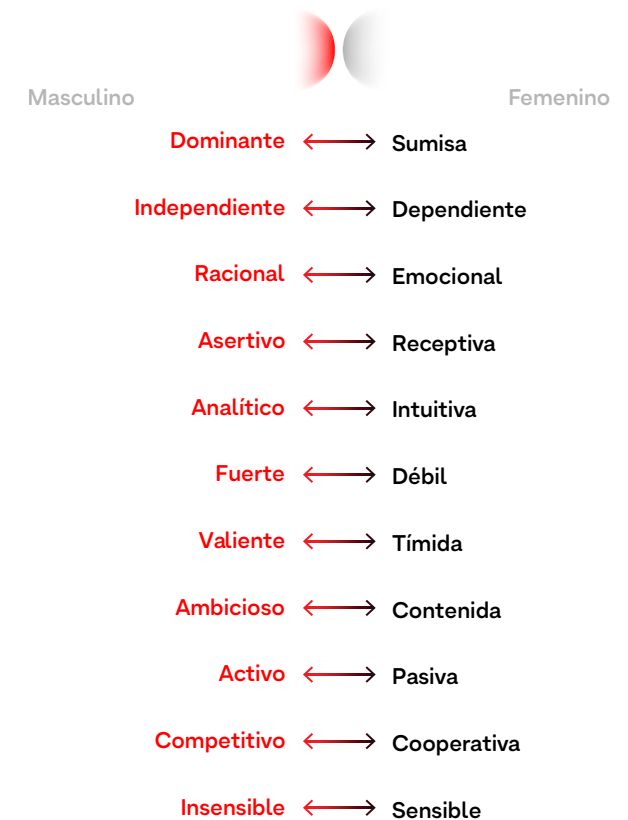 Masculino Femenino
Dominante Sumisa
Independiente Dependiente
Racional Emocional
Asertivo Receptiva
Analítico Intuitiva
Fuerte Débil
Valiente Tímida
Ambicioso Contenida
Activo Pasiva
Competitivo Cooperativa
Insensible Sensible